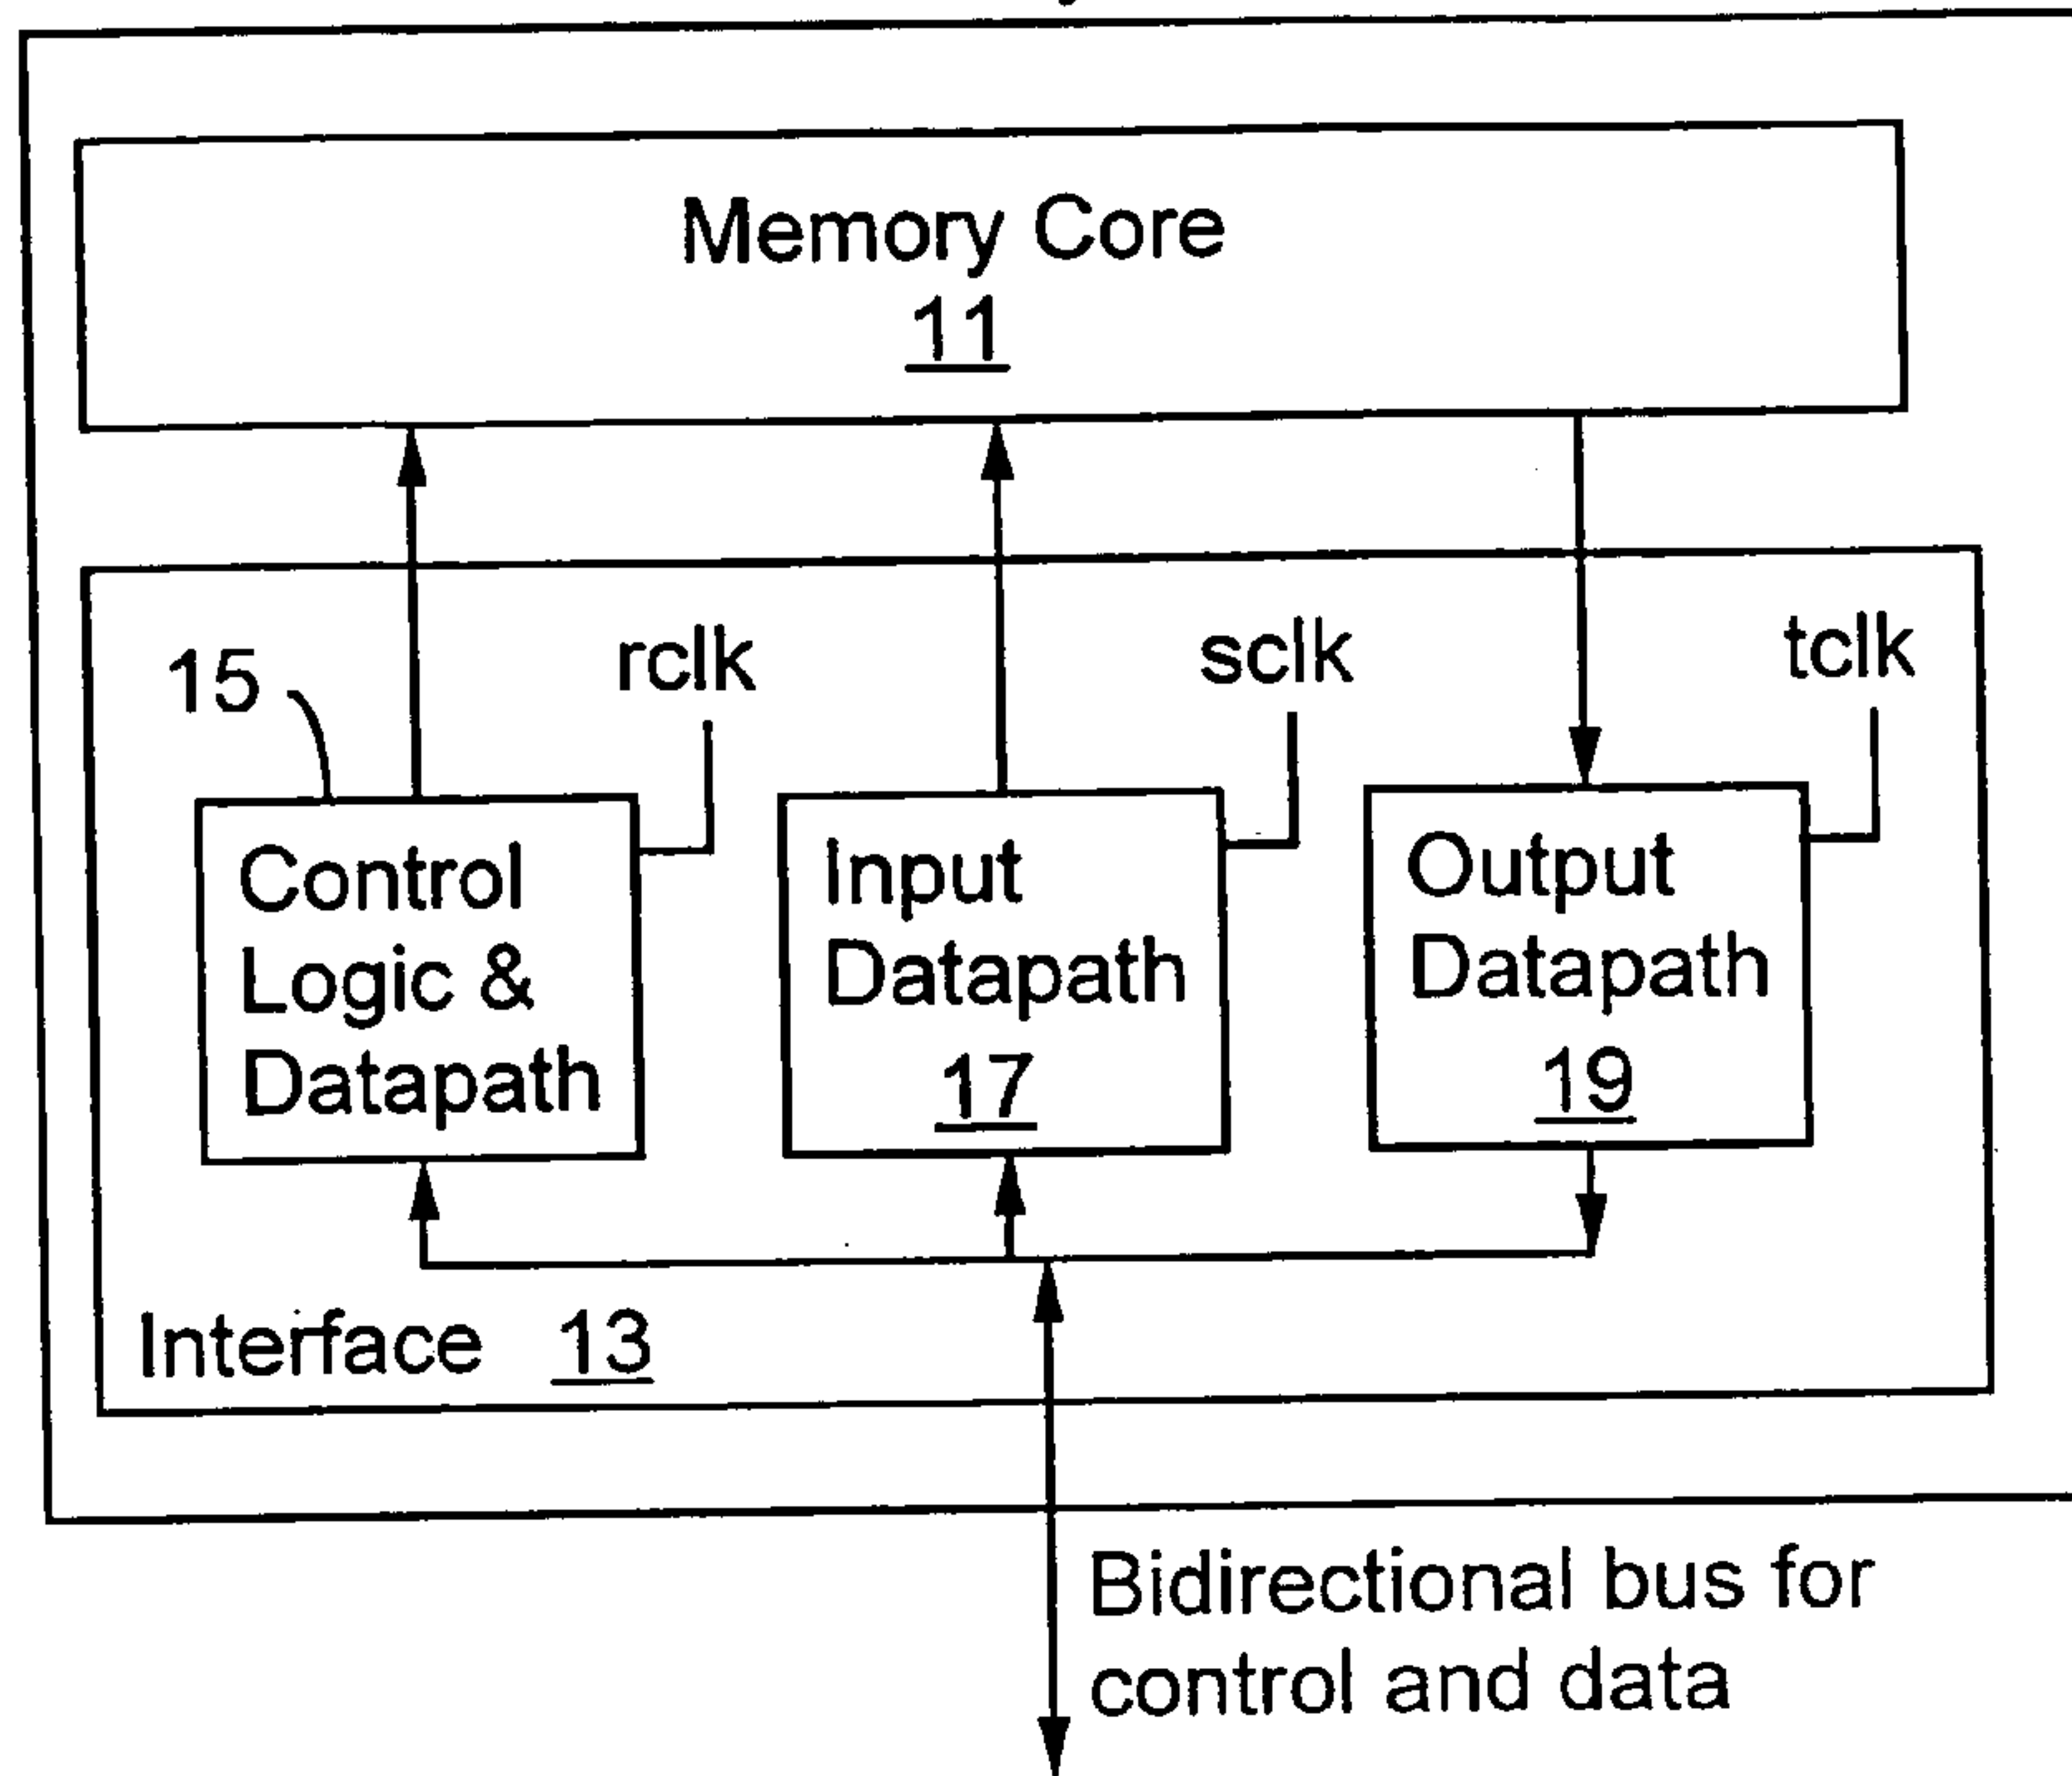 Memory Core
11
15
rclk
sclk
tclk
Control
Logic &
Datapath
Input
Datapath
17
Output
Datapath
19
Interface 13
Bidirectional bus for
control and data